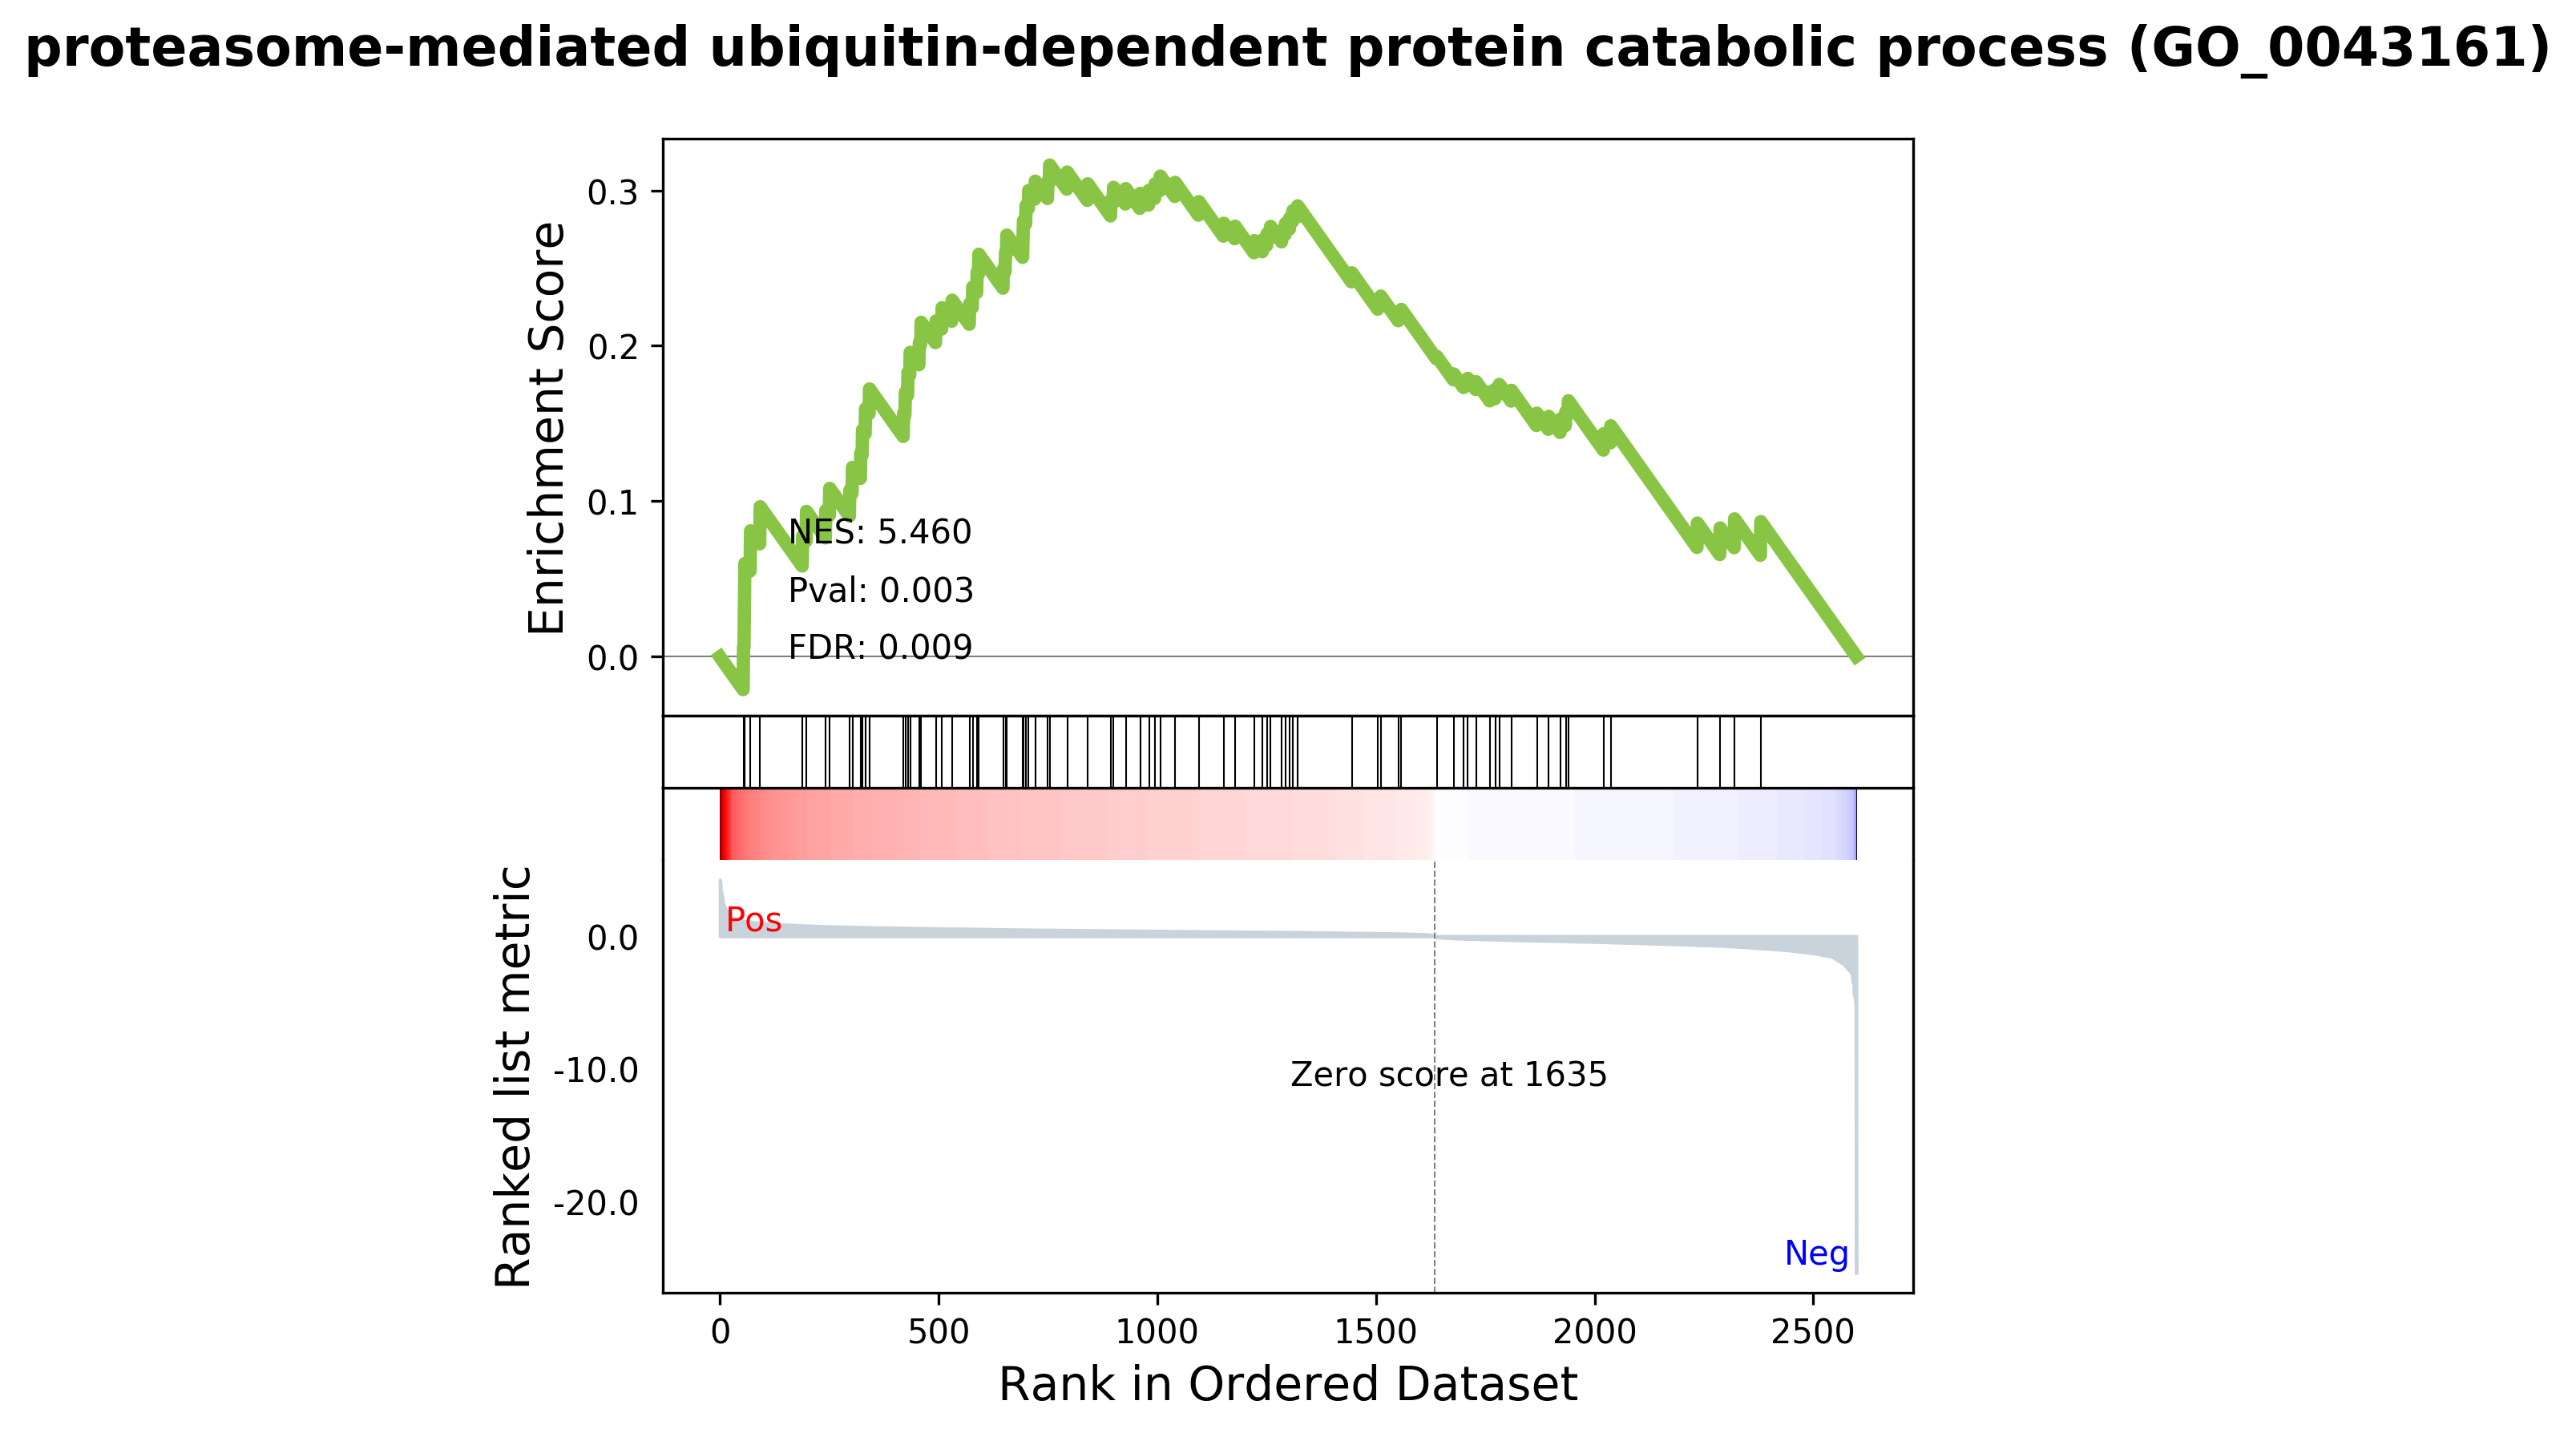 proteasome-mediated ubiquitin-dependent protein catabolic process (GO_0043161)
Enrichment Score
0.3
0.2
0.1
0.0
NES: 5.460
Pval: 0.003
FDR: 0.009
Ranked list metric
0.0
-10.0
-20.0
Pos
Zero score at 1635
Neg
0 500 1000 1500 2000 2500
Rank in Ordered Dataset